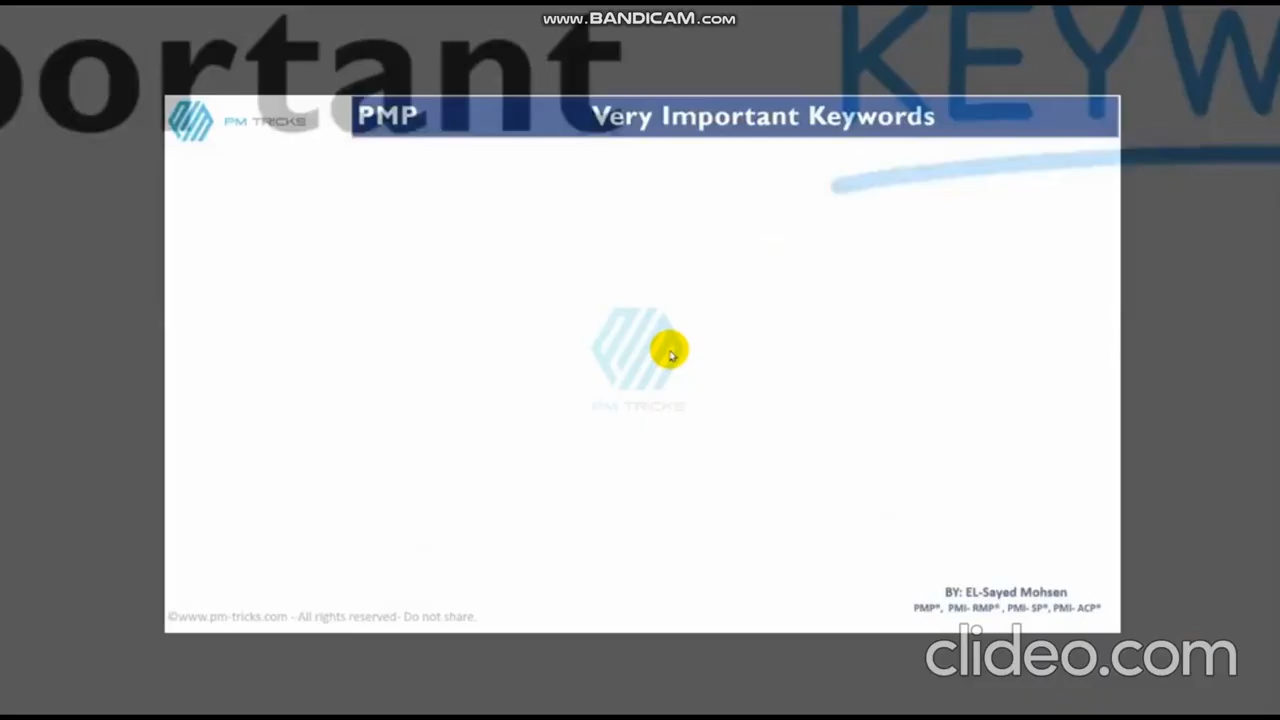 www.BANDICAM.com
portant KEYW
PM TRICKS
PMP Very Important Keywords
PM TRICKS
BY: EL-Sayed Mohsen
PMP®, PMI- RMP® , PMI- SP®, PMI- ACP®
©www.pm-tricks.com - All rights reserved- Do not share.
clideo.com